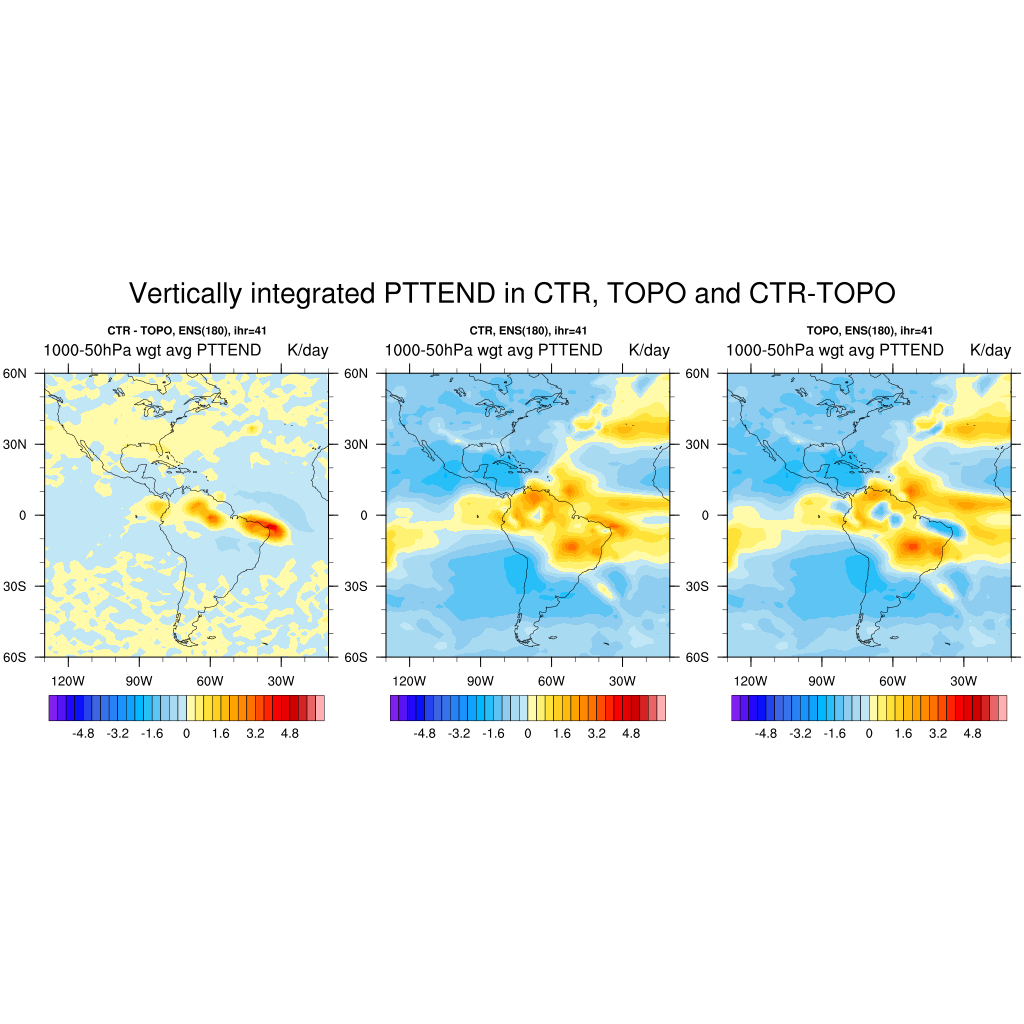 Vertically integrated PTTEND in CTR, TOPO and CTR-TOPO
CTR - TOPO, ENS(180), ihr=41
1000-50hPa wgt avg PTTEND K/day
60N
30N
0
30S
60S
120W 90W 60W 30W
-4.8 -3.2 -1.6 0 1.6 3.2 4.8
CTR, ENS(180), ihr=41
1000-50hPa wgt avg PTTEND K/day
60N
30N
0
30S
60S
120W 90W 60W 30W
-4.8 -3.2 -1.6 0 1.6 3.2 4.8
TOPO, ENS(180), ihr=41
1000-50hPa wgt avg PTTEND K/day
60N
30N
0
30S
60S
120W 90W 60W 30W
-4.8 -3.2 -1.6 0 1.6 3.2 4.8